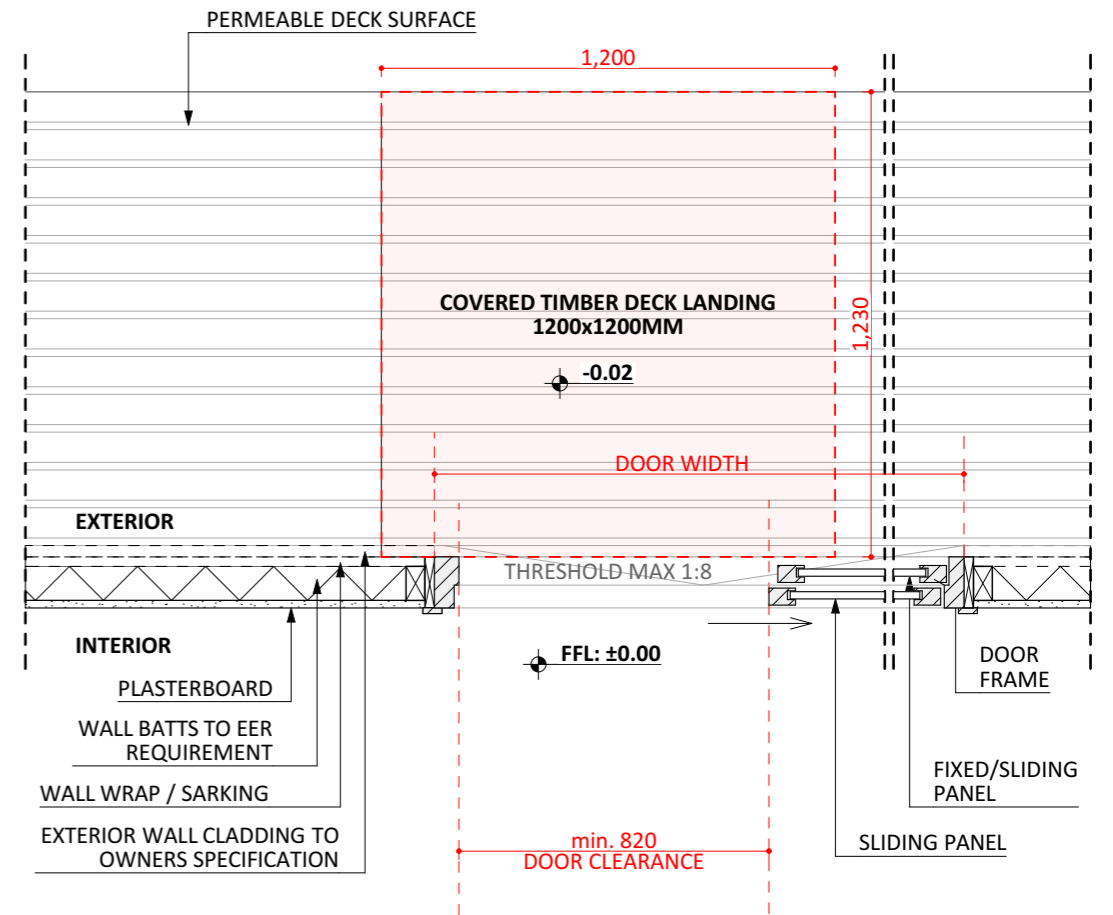 PERMEABLE DECK SURFACE
1,200
1,230
COVERED TIMBER DECK LANDING
1200x1200MM
-0.02
DOOR WIDTH
EXTERIOR
THRESHOLD MAX 1:8
INTERIOR
FFL: ±0.00
PLASTERBOARD
WALL BATTS TO EER
REQUIREMENT
WALL WRAP / SARKING
EXTERIOR WALL CLADDING TO
OWNERS SPECIFICATION
min. 820
DOOR CLEARANCE
DOOR
FRAME
FIXED/SLIDING
PANEL
SLIDING PANEL